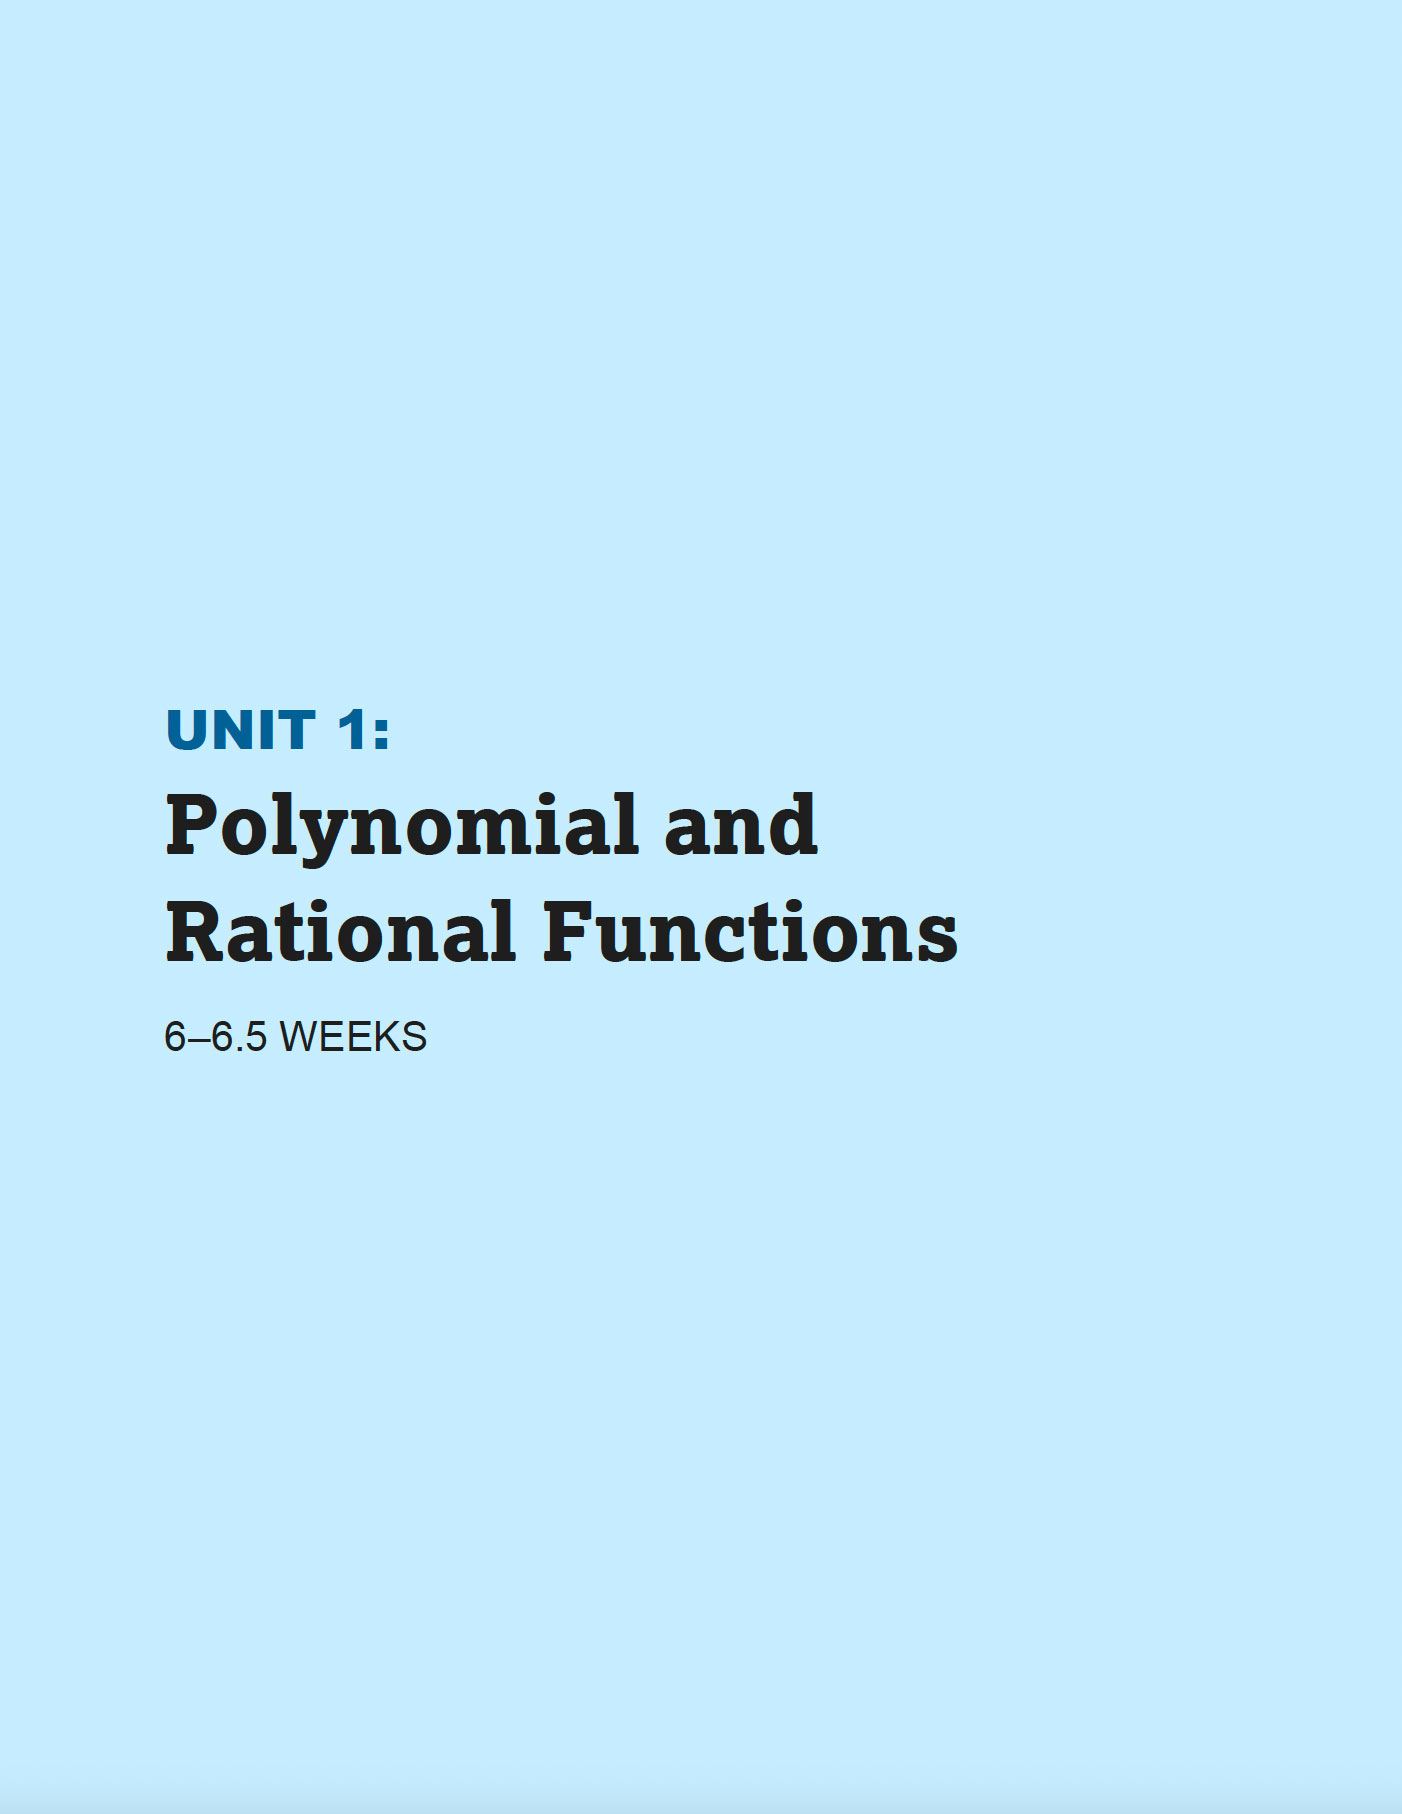 UNIT 1:
Polynomial and
Rational Functions
6–6.5 WEEKS